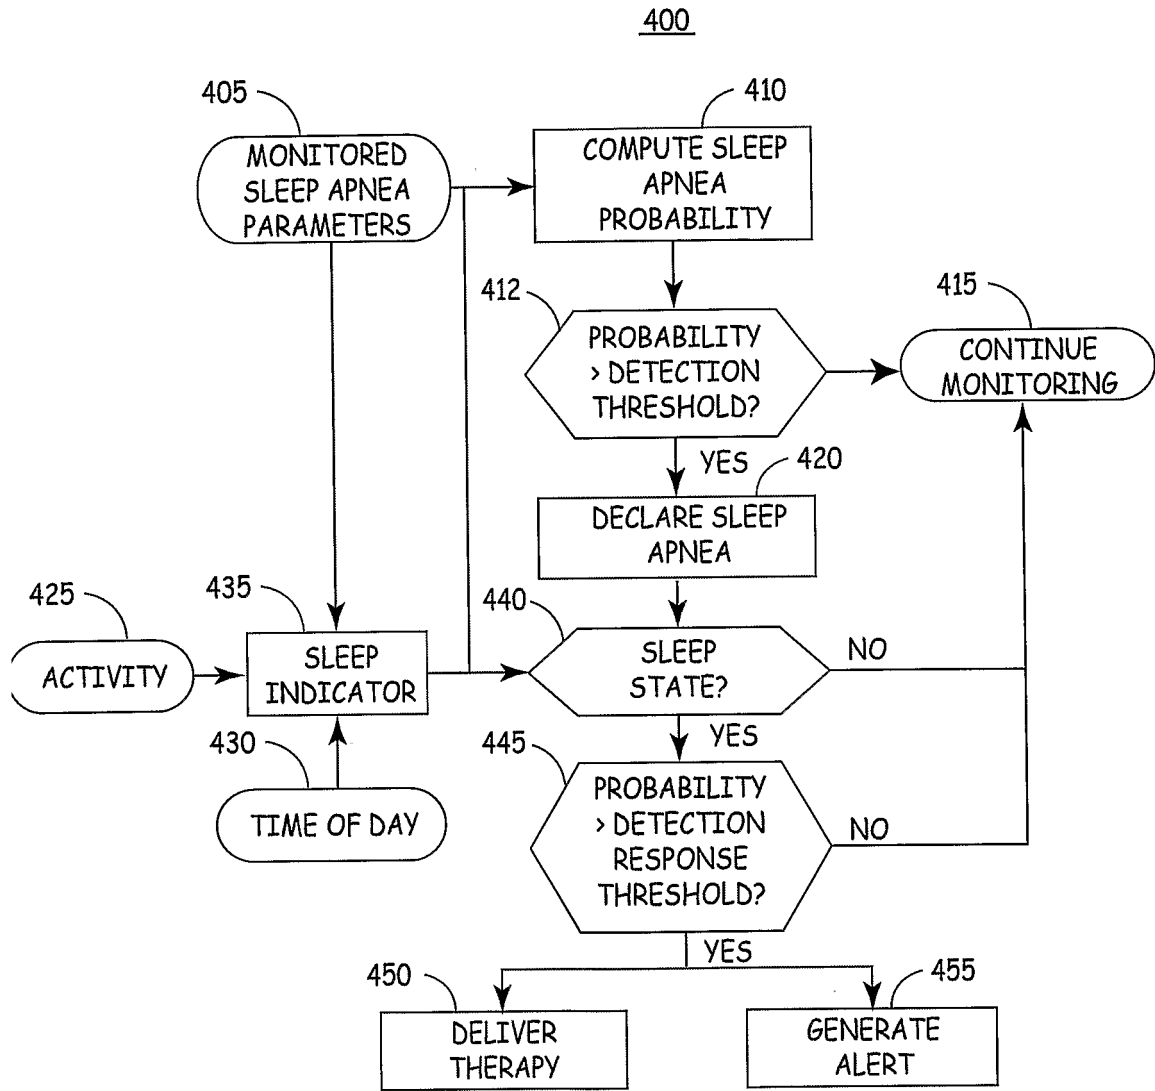 400
405
MONITORED
SLEEP APNEA
PARAMETERS
410
COMPUTE SLEEP
APNEA
PROBABILITY
412
PROBABILITY
> DETECTION
THRESHOLD?
415
CONTINUE
MONITORING
YES
420
DECLARE SLEEP
APNEA
425
ACTIVITY
435
SLEEP
INDICATOR
440
SLEEP
STATE?
NO
YES
430
TIME OF DAY
445
PROBABILITY
> DETECTION
RESPONSE
THRESHOLD?
NO
YES
450
DELIVER
THERAPY
455
GENERATE
ALERT